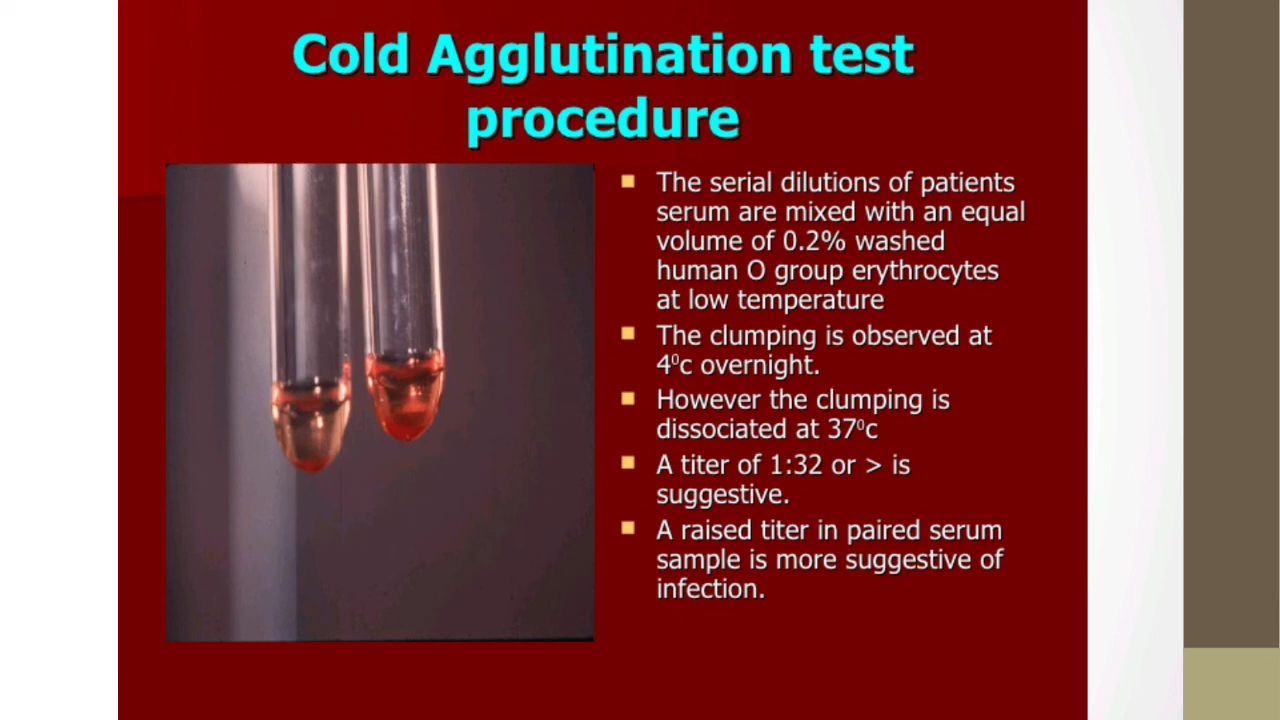 Cold Agglutination test
procedure
The serial dilutions of patients
serum are mixed with an equal
volume of 0.2% washed
human O group erythrocytes
at low temperature
The clumping is observed at
4⁰c overnight.
However the clumping is
dissociated at 37⁰c
A titer of 1:32 or > is
suggestive.
A raised titer in paired serum
sample is more suggestive of
infection.